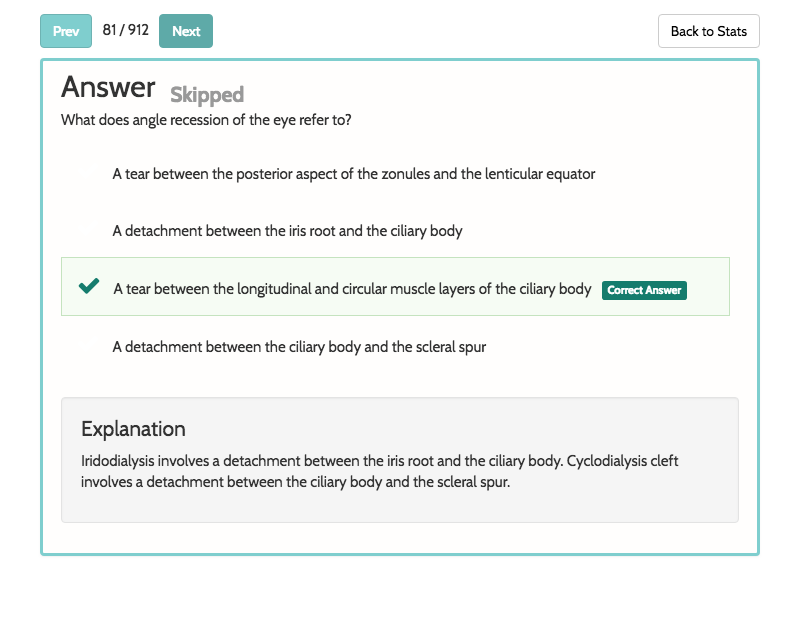 Prev 81 / 912 Next Back to Stats
Answer Skipped
What does angle recession of the eye refer to?
A tear between the posterior aspect of the zonules and the lenticular equator
A detachment between the iris root and the ciliary body
A tear between the longitudinal and circular muscle layers of the ciliary body Correct Answer
A detachment between the ciliary body and the scleral spur
Explanation
Iridodialysis involves a detachment between the iris root and the ciliary body. Cyclodialysis cleft
involves a detachment between the ciliary body and the scleral spur.